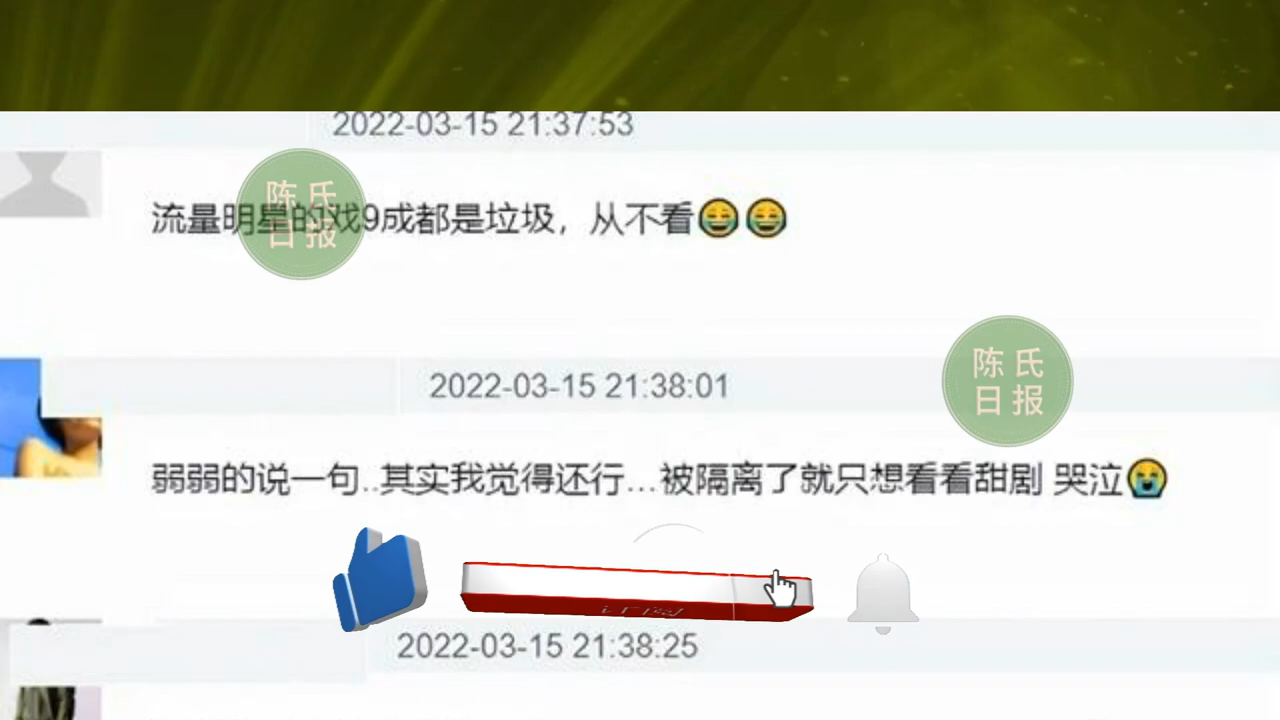 2022-03-15 21:37:53
流量明星的戏9成都是垃圾，从不看😂😂
陈氏
日报
2022-03-15 21:38:01
陈氏
日报
弱弱的说一句..其实我觉得还行...被隔离了就只想看看甜剧 哭泣😭
2022-03-15 21:38:25